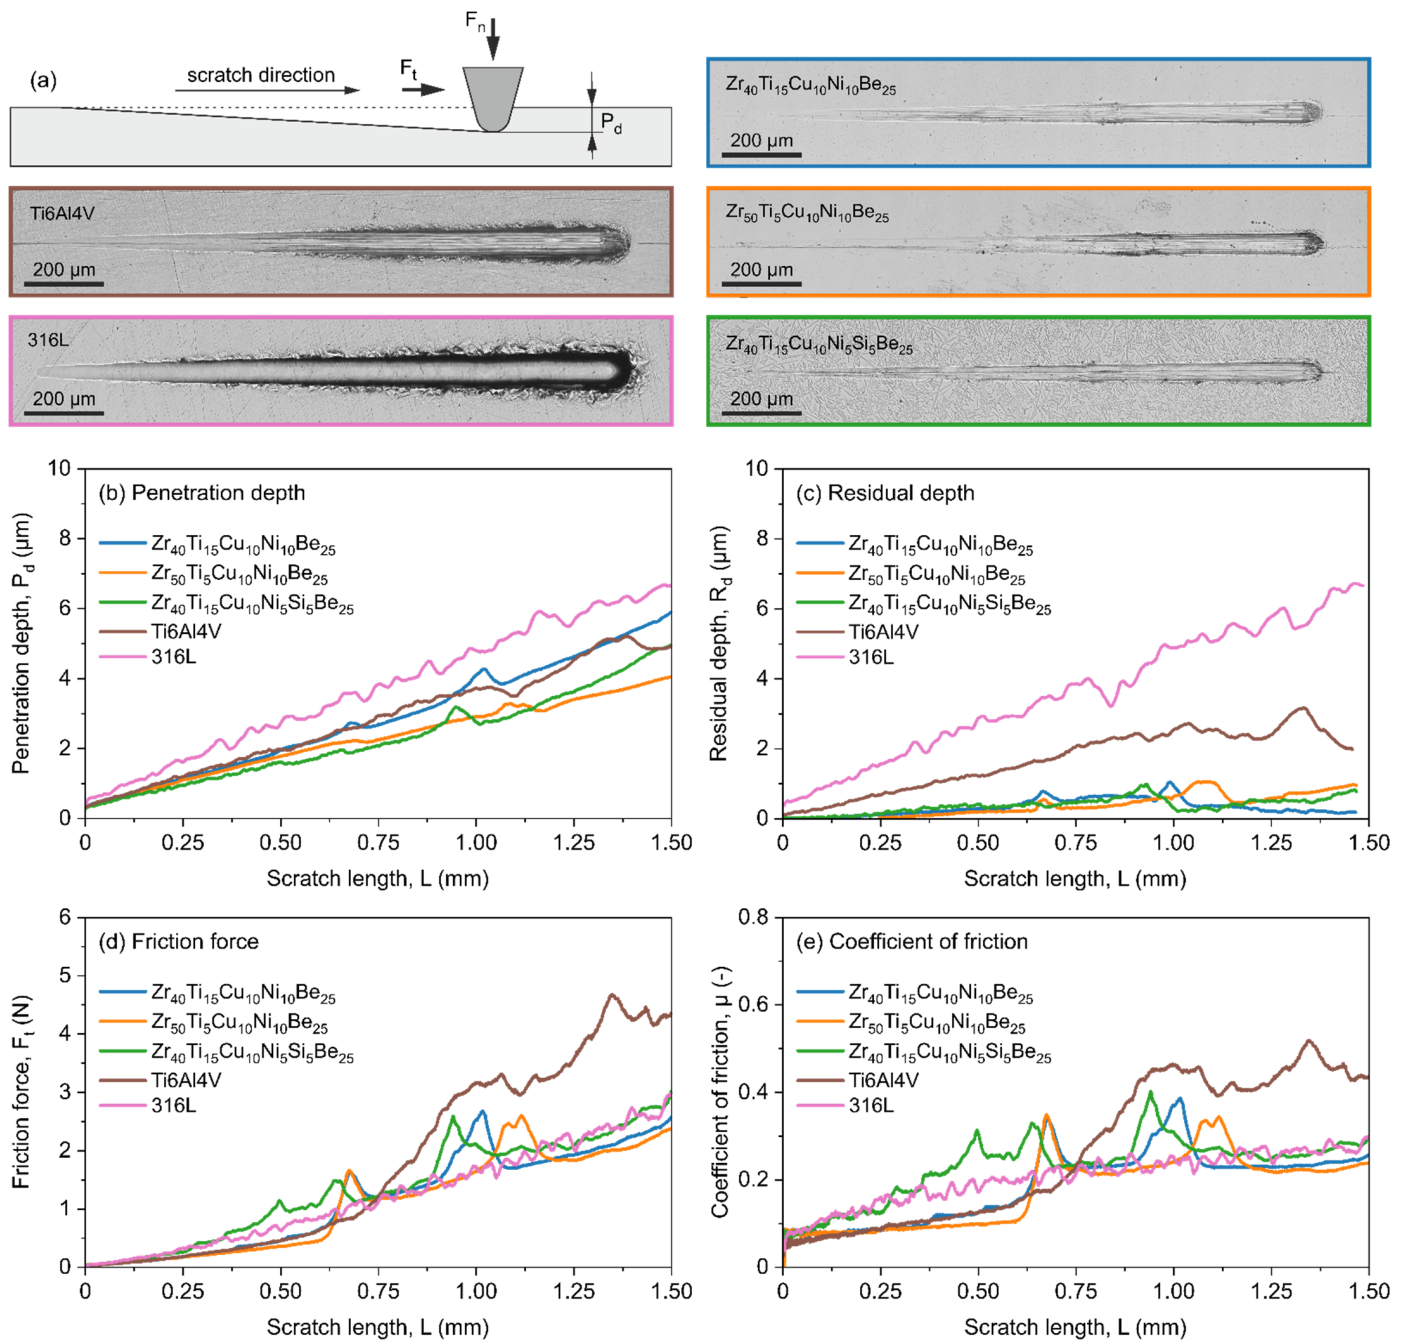 (a)
scratch direction
Fₙ
Fₜ
P_d
Zr₄₀Ti₁₅Cu₁₀Ni₁₀Be₂₅
200 µm
Ti6Al4V
200 µm
Zr₅₀Ti₅Cu₁₀Ni₁₀Be₂₅
200 µm
316L
200 µm
Zr₄₀Ti₁₅Cu₁₀Ni₅Si₅Be₂₅
200 µm
(b) Penetration depth
Zr₄₀Ti₁₅Cu₁₀Ni₁₀Be₂₅
Zr₅₀Ti₅Cu₁₀Ni₁₀Be₂₅
Zr₄₀Ti₁₅Cu₁₀Ni₅Si₅Be₂₅
Ti6Al4V
316L
Penetration depth, P_d (µm)
10
8
6
4
2
0
0 0.25 0.50 0.75 1.00 1.25 1.50
Scratch length, L (mm)
(c) Residual depth
Zr₄₀Ti₁₅Cu₁₀Ni₁₀Be₂₅
Zr₅₀Ti₅Cu₁₀Ni₁₀Be₂₅
Zr₄₀Ti₁₅Cu₁₀Ni₅Si₅Be₂₅
Ti6Al4V
316L
Residual depth, R_d (µm)
10
8
6
4
2
0
0 0.25 0.50 0.75 1.00 1.25 1.50
Scratch length, L (mm)
(d) Friction force
Zr₄₀Ti₁₅Cu₁₀Ni₁₀Be₂₅
Zr₅₀Ti₅Cu₁₀Ni₁₀Be₂₅
Zr₄₀Ti₁₅Cu₁₀Ni₅Si₅Be₂₅
Ti6Al4V
316L
Friction force, Fₜ (N)
6
5
4
3
2
1
0
0 0.25 0.50 0.75 1.00 1.25 1.50
Scratch length, L (mm)
(e) Coefficient of friction
Zr₄₀Ti₁₅Cu₁₀Ni₁₀Be₂₅
Zr₅₀Ti₅Cu₁₀Ni₁₀Be₂₅
Zr₄₀Ti₁₅Cu₁₀Ni₅Si₅Be₂₅
Ti6Al4V
316L
Coefficient of friction, µ (-)
0.8
0.6
0.4
0.2
0
0 0.25 0.50 0.75 1.00 1.25 1.50
Scratch length, L (mm)